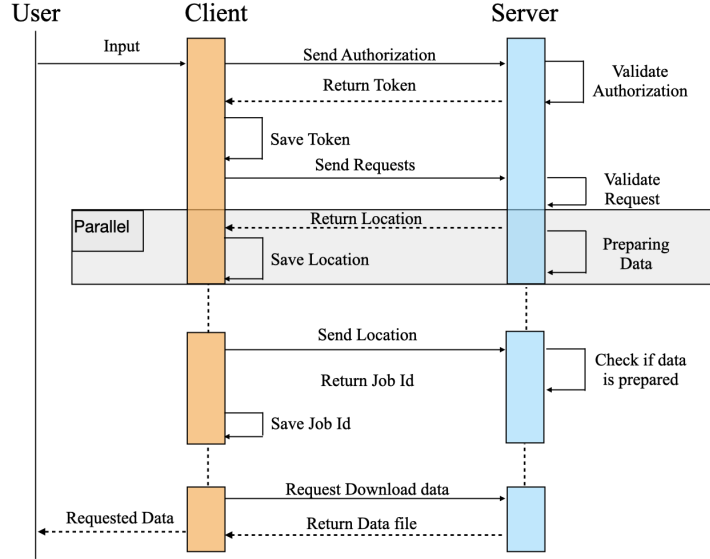 User
Client
Server
Input
Send Authorization
Validate
Authorization
Return Token
Save Token
Send Requests
Validate
Request
Parallel
Return Location
Save Location
Preparing
Data
Send Location
Check if data
is prepared
Return Job Id
Save Job Id
Request Download data
Requested Data
Return Data file